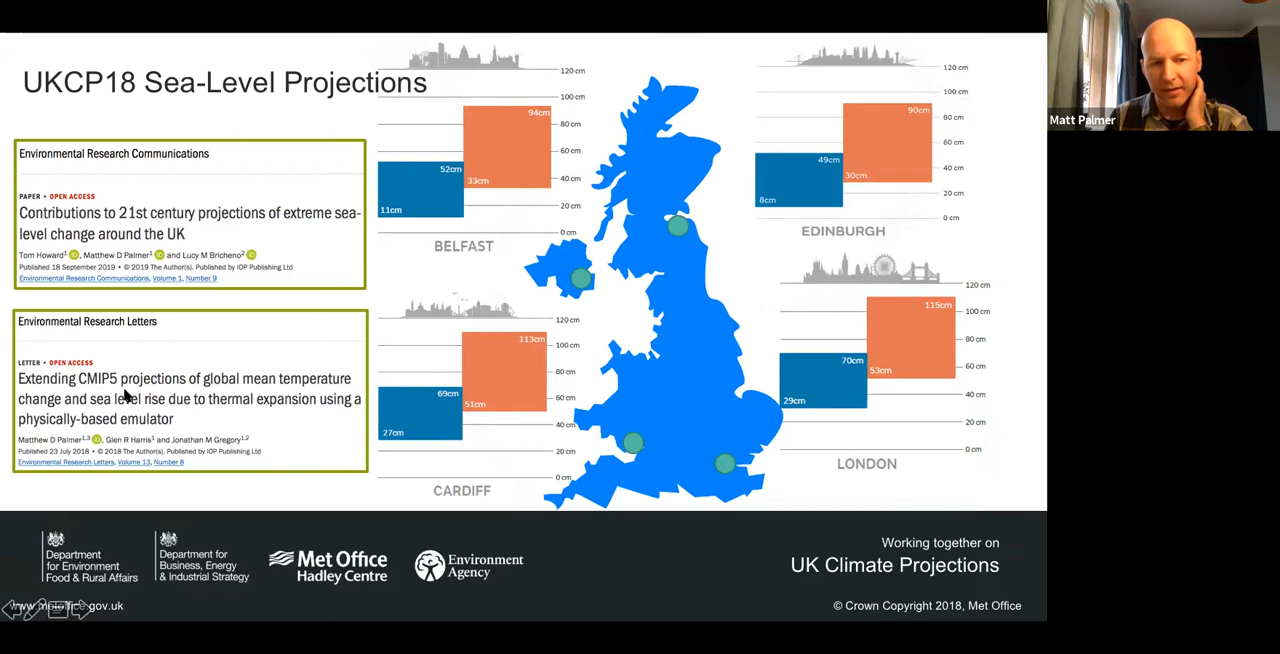 UKCP18 Sea-Level Projections
Environmental Research Communications
PAPER • OPEN ACCESS
Contributions to 21st century projections of extreme sea-
level change around the UK
Tom Howard¹ iD, Matthew D Palmer¹ iD and Lucy M Bricheno² iD
Published 18 September 2019 • © 2019 The Author(s). Published by IOP Publishing Ltd
Environmental Research Communications, Volume 1, Number 9
Environmental Research Letters
LETTER • OPEN ACCESS
Extending CMIP5 projections of global mean temperature
change and sea level rise due to thermal expansion using a
physically-based emulator
Matthew D Palmer¹,³ iD, Glen R Harris¹ and Jonathan M Gregory¹,²
Published 23 July 2018 • © 2018 The Author(s). Published by IOP Publishing Ltd
Environmental Research Letters, Volume 13, Number 8
120 cm
100 cm
94cm
80 cm
60 cm
52cm
33cm
40 cm
11cm
20 cm
0 cm
BELFAST
120 cm
100 cm
90cm
80 cm
60 cm
49cm
30cm
40 cm
8cm
20 cm
0 cm
EDINBURGH
120 cm
113cm
100 cm
80 cm
69cm
51cm
60 cm
27cm
40 cm
20 cm
0 cm
CARDIFF
120 cm
115cm
100 cm
80 cm
70cm
53cm
60 cm
29cm
40 cm
20 cm
0 cm
LONDON
Matt Palmer
Department
for Environment
Food & Rural Affairs
Department for
Business, Energy
& Industrial Strategy
Met Office
Hadley Centre
Environment
Agency
Working together on
UK Climate Projections
www.metoffice.gov.uk
© Crown Copyright 2018, Met Office